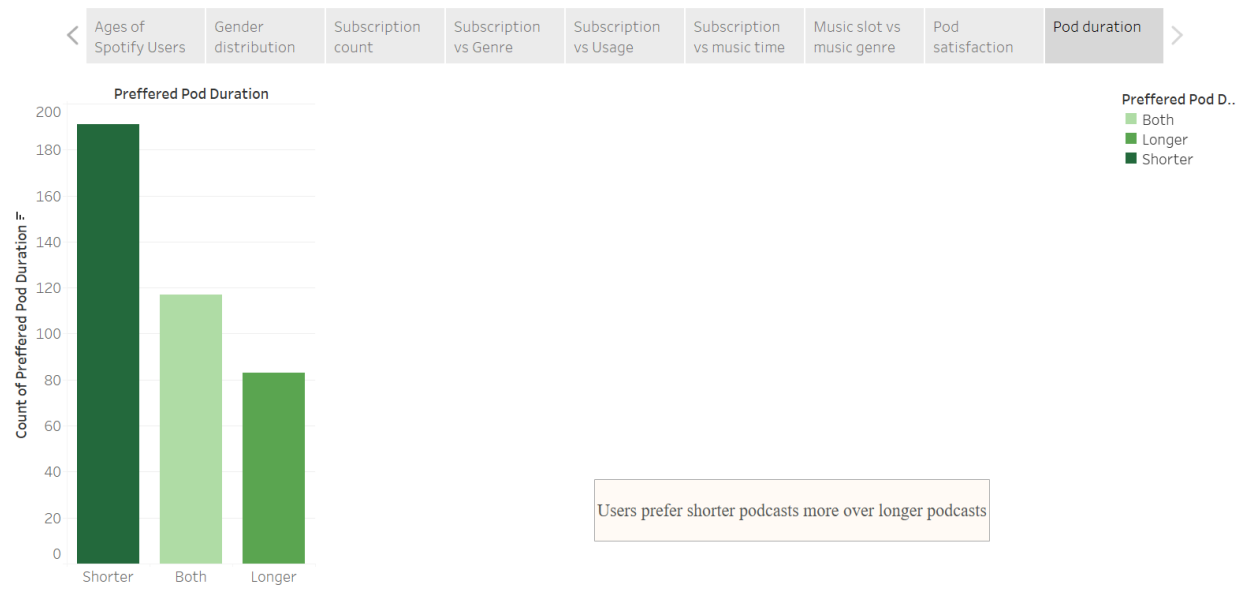 Ages of
Spotify Users
Gender
distribution
Subscription
count
Subscription
vs Genre
Subscription
vs Usage
Subscription
vs music time
Music slot vs
music genre
Pod
satisfaction
Pod duration
Preffered Pod Duration
Preffered Pod D..
Both
Longer
Shorter
Count of Preffered Pod Duration
200
180
160
140
120
100
80
60
40
20
0
Users prefer shorter podcasts more over longer podcasts
Shorter
Both
Longer